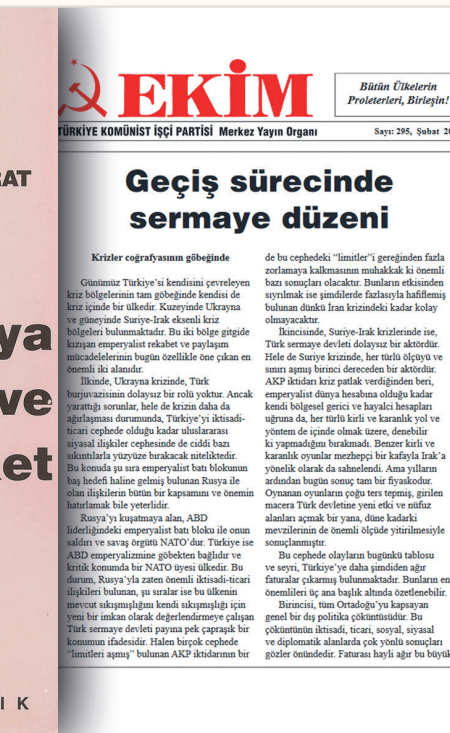 AT
ya
ve
et
I K
EKİM
TÜRKİYE KOMÜNİST İŞÇİ PARTİSİ Merkez Yayın Organı
Bütün Ülkelerin
Proleterleri, Birleşin!
Sayı: 295, Şubat 20
Geçiş sürecinde
sermaye düzeni
Krizler coğrafyasının göbeğinde
Günümüz Türkiye’si kendisini çevreleyen
kriz bölgelerinin tam göbeğinde kendisi de
kriz içinde bir ülkedir. Kuzeyinde Ukrayna
ve güneyinde Suriye-Irak eksenli kriz
bölgeleri bulunmaktadır. Bu iki bölge gitgide
kızışan emperyalist rekabet ve paylaşım
mücadelelerinin bugün özellikle öne çıkan en
önemli iki alanıdır.
İlkinde, Ukrayna krizinde, Türk
burjuvazisinin dolaysız bir rolü yoktur. Ancak
yarattığı sorunlar, hele de krizin daha da
ağırlaşması durumunda, Türkiye’yi iktisadi-
ticari cephede olduğu kadar uluslararası
siyasal ilişkiler cephesinde de ciddi bazı
sıkıntılarla yüzyüze bırakacak niteliktedir.
Bu konuda şu sıra emperyalist batı blokunun
baş hedefi haline gelmiş bulunan Rusya ile
olan ilişkilerin bütün bir kapsamını ve önemin
hatırlamak bile yeterlidir.
Rusya’yı kuşatmaya alan, ABD
liderliğindeki emperyalist batı bloku ile onun
saldırı ve savaş örgütü NATO’dur. Türkiye ise
ABD emperyalizmine göbekten bağlıdır ve
kritik konumda bir NATO üyesi ülkedir. Bu
durum, Rusya’yla zaten önemli iktisadi-ticari
ilişkileri bulunan, şu sıralar ise bu ülkenin
mevcut sıkışmışlığını kendi sıkışmışlığı için
yeni bir imkan olarak değerlendirmeye çalışan
Türk sermaye devleti payına pek çapraşık bir
konumun ifadesidir. Halen birçok cephede
“limitleri aşmış” bulunan AKP iktidarının bir
de bu cephedeki “limitler”i gereğinden fazla
zorlamaya kalkmasının muhakkak ki önemli
bazı sonuçları olacaktır. Bunların etkisinden
sıyrılmak ise şimdilerde fazlasıyla hafiflemiş
bulunan dünkü İran krizindeki kadar kolay
olmayacaktır.
İkincisinde, Suriye-Irak krizlerinde ise,
Türk sermaye devleti dolaysız bir aktördür.
Hele de Suriye krizinde, her türlü ölçüyü ve
sınırı aşmış birinci dereceden bir aktördür.
AKP iktidarı kriz patlak verdiğinden beri,
emperyalist dünya hesabına olduğu kadar
kendi bölgesel gerici ve hayalci hesapları
uğruna da, her türlü kirli ve karanlık yol ve
yöntem de içinde olmak üzere, denebilir
ki yapmadığını bırakmadı. Benzer kirli ve
karanlık oyunlar mezhepçi bir kafayla Irak’a
yönelik olarak da sahnelendi. Ama yılların
ardından bugün sonuç tam bir fiyaskodur.
Oynanan oyunların çoğu ters tepmiş, girilen
macera Türk devletine yeni etki ve nüfuz
alanları açmak bir yana, düne kadarki
mevzilerinin de önemli ölçüde yitirilmesiyle
sonuçlanmıştır.
Bu cephede olayların bugünkü tablosu
ve seyri, Türkiye’ye daha şimdiden ağır
faturalar çıkarmış bulunmaktadır. Bunların en
önemlileri üç ana başlık altında özetlenebilir.
Birincisi, tüm Ortadoğu’yu kapsayan
genel bir dış politika çöküntüsüdür. Bu
çöküntünün iktisadi, ticari, sosyal, siyasal
ve diplomatik alanlarda çok yönlü sonuçları
gözler önündedir. Faturası hayli ağır bu büyük